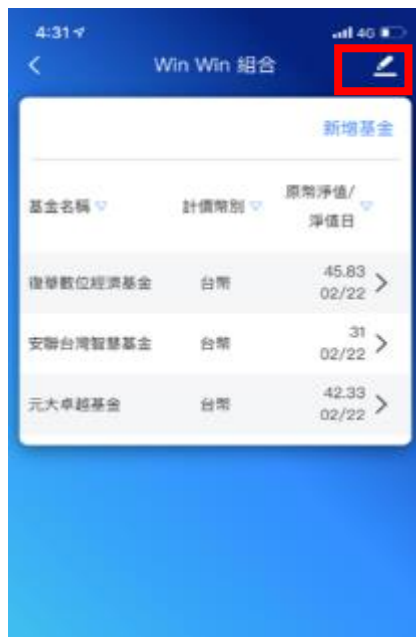 4:31
4G
Win Win 組合
新增基金
基金名稱 計價幣別 原幣淨值/
淨值日
復華數位經濟基金 台幣 45.83
02/22
安聯台灣智慧基金 台幣 31
02/22
元大卓越基金 台幣 42.33
02/22